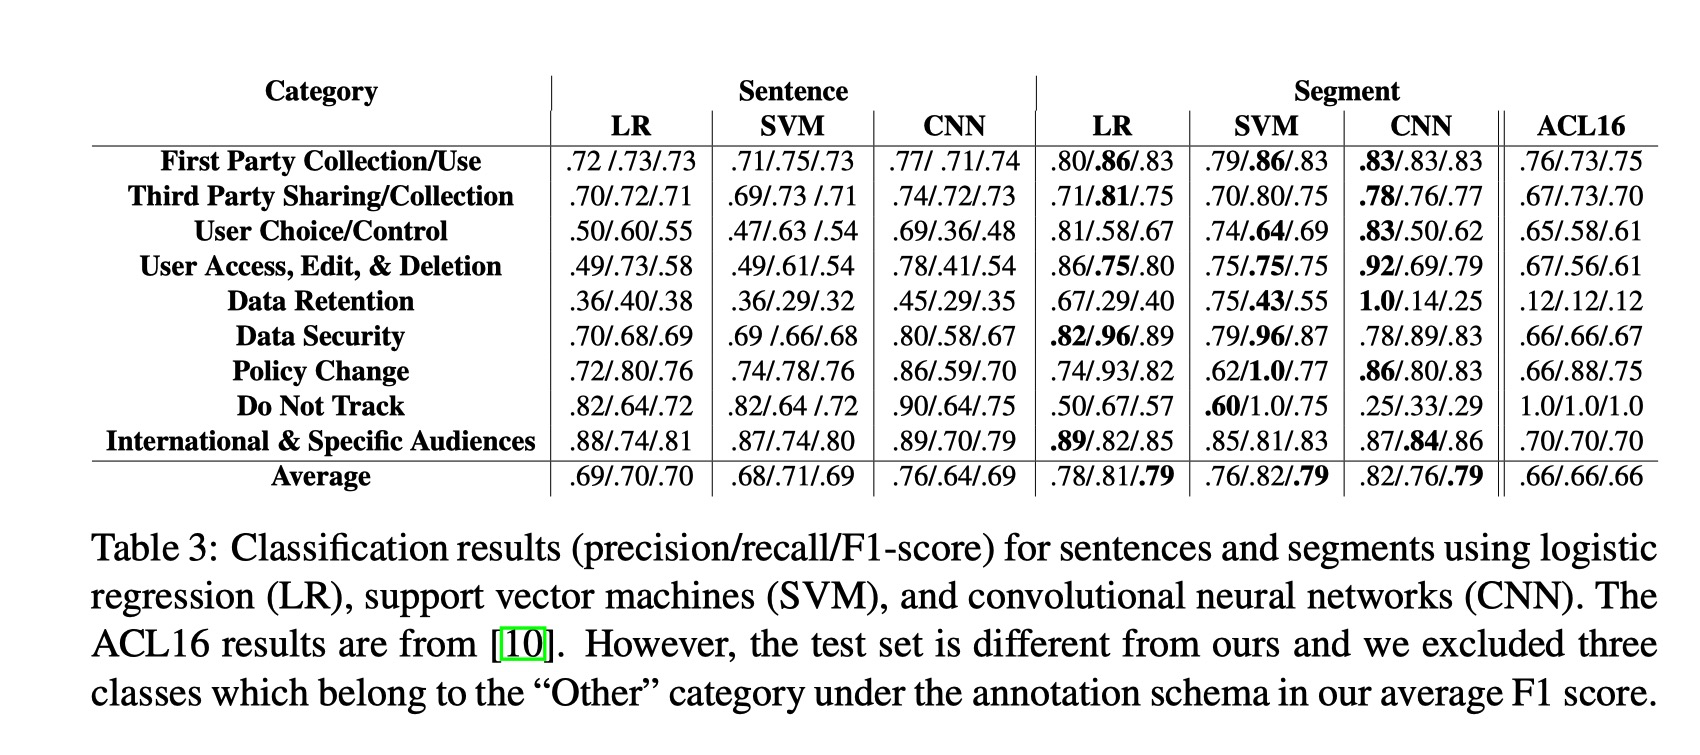 Category Sentence Segment
LR SVM CNN LR SVM CNN ACL16
First Party Collection/Use .72 /.73/.73 .71/.75/.73 .77/ .71/.74 .80/.86/.83 .79/.86/.83 .83/.83/.83 .76/.73/.75
Third Party Sharing/Collection .70/.72/.71 .69/.73 /.71 .74/.72/.73 .71/.81/.75 .70/.80/.75 .78/.76/.77 .67/.73/.70
User Choice/Control .50/.60/.55 .47/.63 /.54 .69/.36/.48 .81/.58/.67 .74/.64/.69 .83/.50/.62 .65/.58/.61
User Access, Edit, & Deletion .49/.73/.58 .49/.61/.54 .78/.41/.54 .86/.75/.80 .75/.75/.75 .92/.69/.79 .67/.56/.61
Data Retention .36/.40/.38 .36/.29/.32 .45/.29/.35 .67/.29/.40 .75/.43/.55 1.0/.14/.25 .12/.12/.12
Data Security .70/.68/.69 .69 /.66/.68 .80/.58/.67 .82/.96/.89 .79/.96/.87 .78/.89/.83 .66/.66/.67
Policy Change .72/.80/.76 .74/.78/.76 .86/.59/.70 .74/.93/.82 .62/1.0/.77 .86/.80/.83 .66/.88/.75
Do Not Track .82/.64/.72 .82/.64 /.72 .90/.64/.75 .50/.67/.57 .60/1.0/.75 .25/.33/.29 1.0/1.0/1.0
International & Specific Audiences .88/.74/.81 .87/.74/.80 .89/.70/.79 .89/.82/.85 .85/.81/.83 .87/.84/.86 .70/.70/.70
Average .69/.70/.70 .68/.71/.69 .76/.64/.69 .78/.81/.79 .76/.82/.79 .82/.76/.79 .66/.66/.66
Table 3: Classification results (precision/recall/F1-score) for sentences and segments using logistic
regression (LR), support vector machines (SVM), and convolutional neural networks (CNN). The
ACL16 results are from [10]. However, the test set is different from ours and we excluded three
classes which belong to the “Other” category under the annotation schema in our average F1 score.